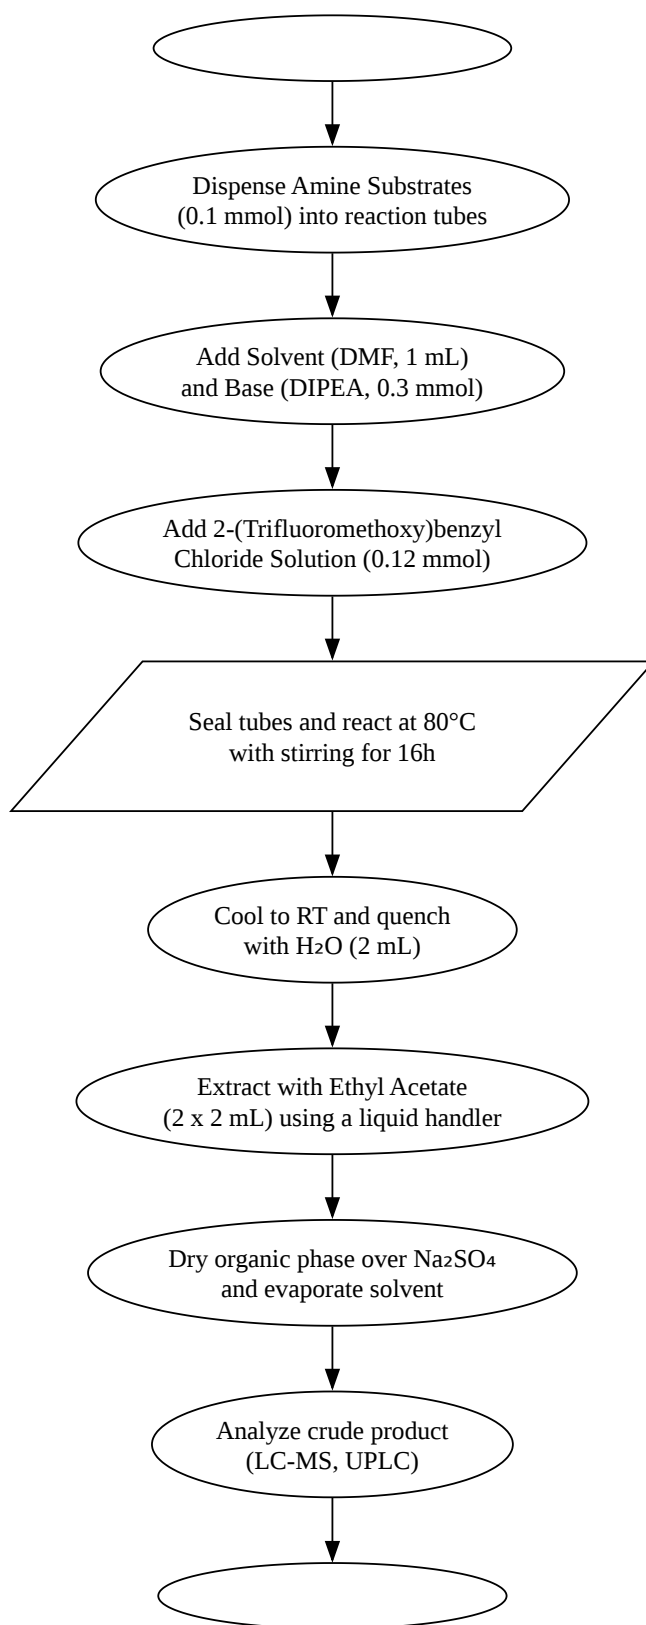 Dispense Amine Substrates
(0.1 mmol) into reaction tubes
Add Solvent (DMF, 1 mL)
and Base (DIPEA, 0.3 mmol)
Add 2-(Trifluoromethoxy)benzyl
Chloride Solution (0.12 mmol)
Seal tubes and react at 80°C
with stirring for 16h
Cool to RT and quench
with H₂O (2 mL)
Extract with Ethyl Acetate
(2 x 2 mL) using a liquid handler
Dry organic phase over Na₂SO₄
and evaporate solvent
Analyze crude product
(LC-MS, UPLC)